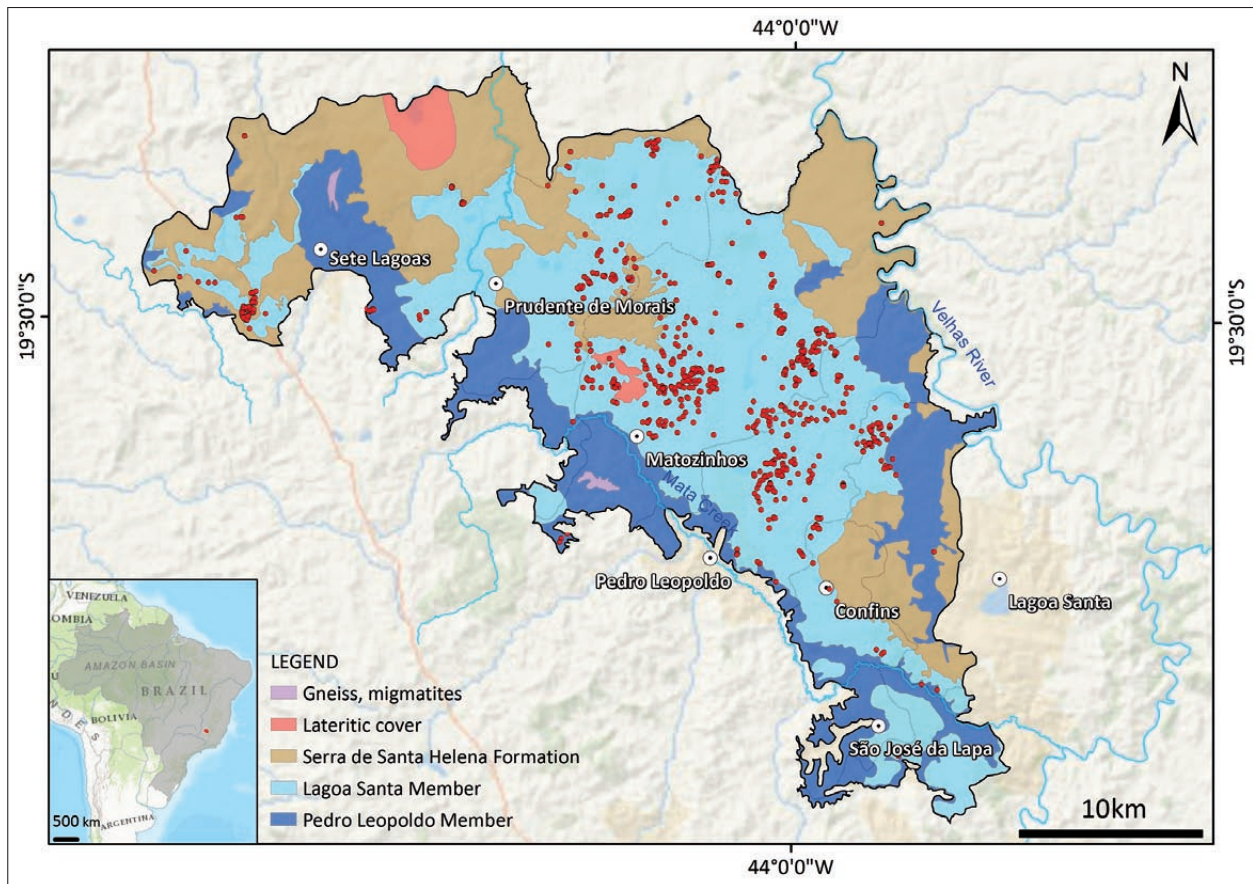 44°0'0"W
N
Sete Lagoas
Prudente de Morais
19°30'0"S
19°30'0"S
Velhas River
Matozinhos
Mata Creek
Pedro Leopoldo
Confins
Lagoa Santa
São José da Lapa
VENEZUELA
OMBIA
AMAZON BASIN
BRAZIL
BOLIVIA
NDES
ARGENTINA
500 km
LEGEND
Gneiss, migmatites
Lateritic cover
Serra de Santa Helena Formation
Lagoa Santa Member
Pedro Leopoldo Member
10km
44°0'0"W